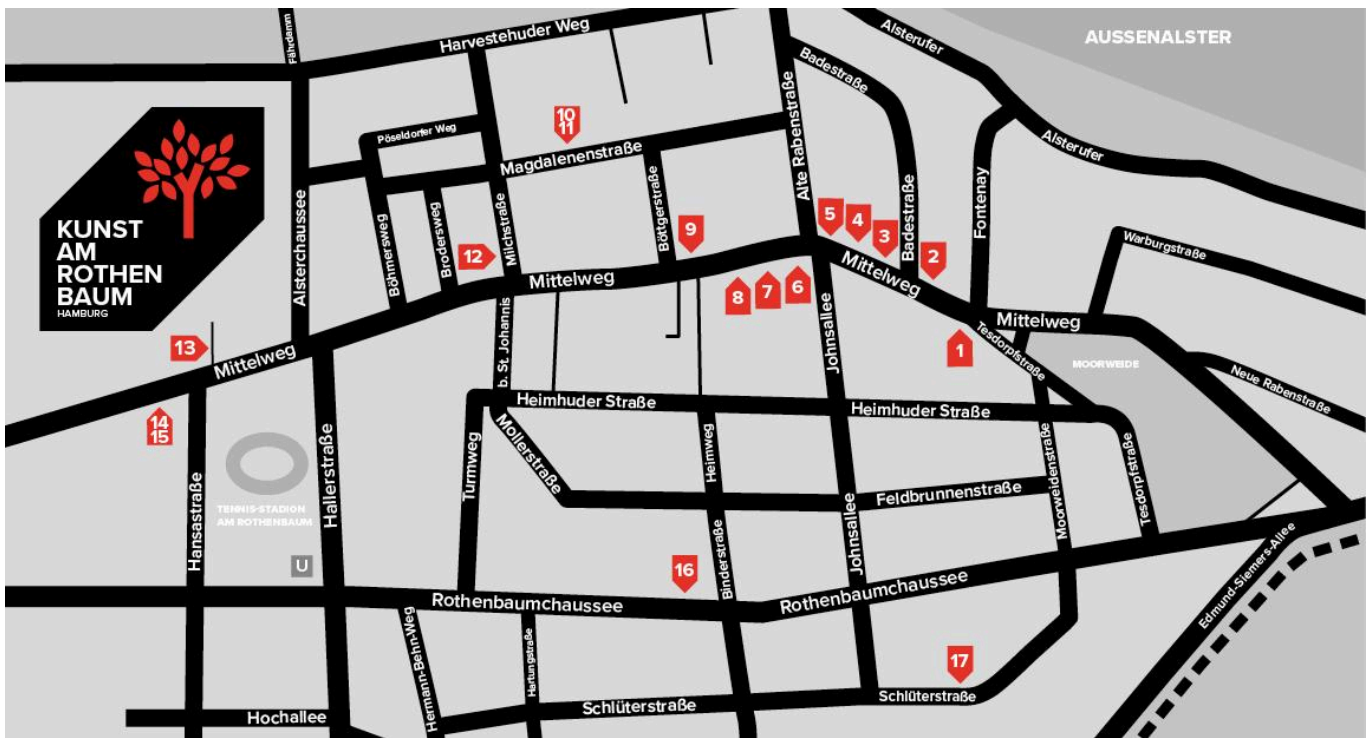 Fährdamm
Harvestehuder Weg
Alsterufer
AUSSENALSTER
KUNST
AM
ROTHEN
BAUM
HAMBURG
Badestraße
Alte Rabenstraße
10
11
Pöseldorfer Weg
Magdalenenstraße
Alsterufer
Alsterchaussee
Böhmersweg
Brodersweg
Milchstraße
Böttgerstraße
9
5
4
3
Badestraße
2
Fontenay
Warburgstraße
12
Mittelweg
Mittelweg
8
7
6
Mittelweg
13
Mittelweg
b. St. Johannis
Johnsallee
1
Tesdorpfstraße
MOORWEIDE
Neue Rabenstraße
14
15
Heimhuder Straße
Heimhuder Straße
Hansastraße
TENNIS-STADION
AM ROTHENBAUM
Hallerstraße
Turmweg
Mollerstraße
Heimweg
Feldbrunnenstraße
Moorweidenstraße
Tesdorpfstraße
U
Binderstraße
Johnsallee
16
Rothenbaumchaussee
Rothenbaumchaussee
Edmund-Siemers-Allee
Hermann-Behn-Weg
Hartungstraße
17
Schlüterstraße
Schlüterstraße
Hochallee